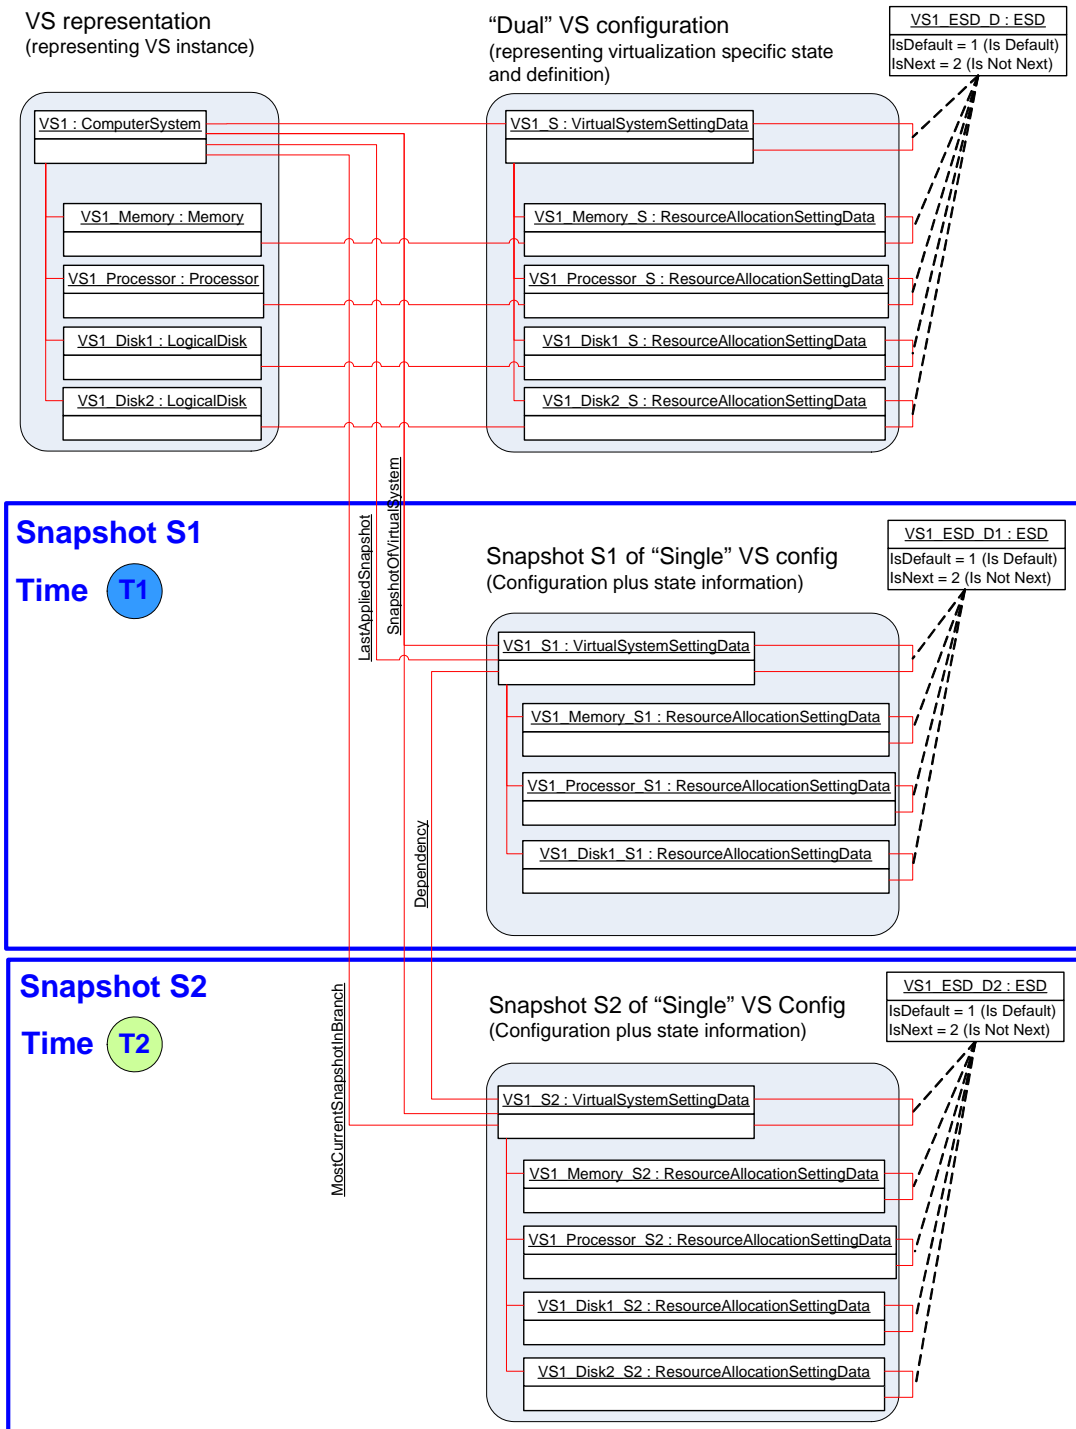 VS representation
(representing VS instance)
“Dual” VS configuration
(representing virtualization specific state
and definition)
VS1_ESD_D : ESD
IsDefault = 1 (Is Default)
IsNext = 2 (Is Not Next)
VS1 : ComputerSystem
VS1_Memory : Memory
VS1_Processor : Processor
VS1_Disk1 : LogicalDisk
VS1_Disk2 : LogicalDisk
VS1_S : VirtualSystemSettingData
VS1_Memory_S : ResourceAllocationSettingData
VS1_Processor_S : ResourceAllocationSettingData
VS1_Disk1_S : ResourceAllocationSettingData
VS1_Disk2_S : ResourceAllocationSettingData
LastAppliedSnapshot
SnapshotOfVirtualSystem
Snapshot S1
Time T1
Snapshot S1 of “Single” VS config
(Configuration plus state information)
VS1_ESD_D1 : ESD
IsDefault = 1 (Is Default)
IsNext = 2 (Is Not Next)
VS1_S1 : VirtualSystemSettingData
VS1_Memory_S1 : ResourceAllocationSettingData
VS1_Processor_S1 : ResourceAllocationSettingData
VS1_Disk1_S1 : ResourceAllocationSettingData
Dependency
Snapshot S2
Time T2
Snapshot S2 of “Single” VS Config
(Configuration plus state information)
VS1_ESD_D2 : ESD
IsDefault = 1 (Is Default)
IsNext = 2 (Is Not Next)
MostCurrentSnapshotInBranch
VS1_S2 : VirtualSystemSettingData
VS1_Memory_S2 : ResourceAllocationSettingData
VS1_Processor_S2 : ResourceAllocationSettingData
VS1_Disk1_S2 : ResourceAllocationSettingData
VS1_Disk2_S2 : ResourceAllocationSettingData